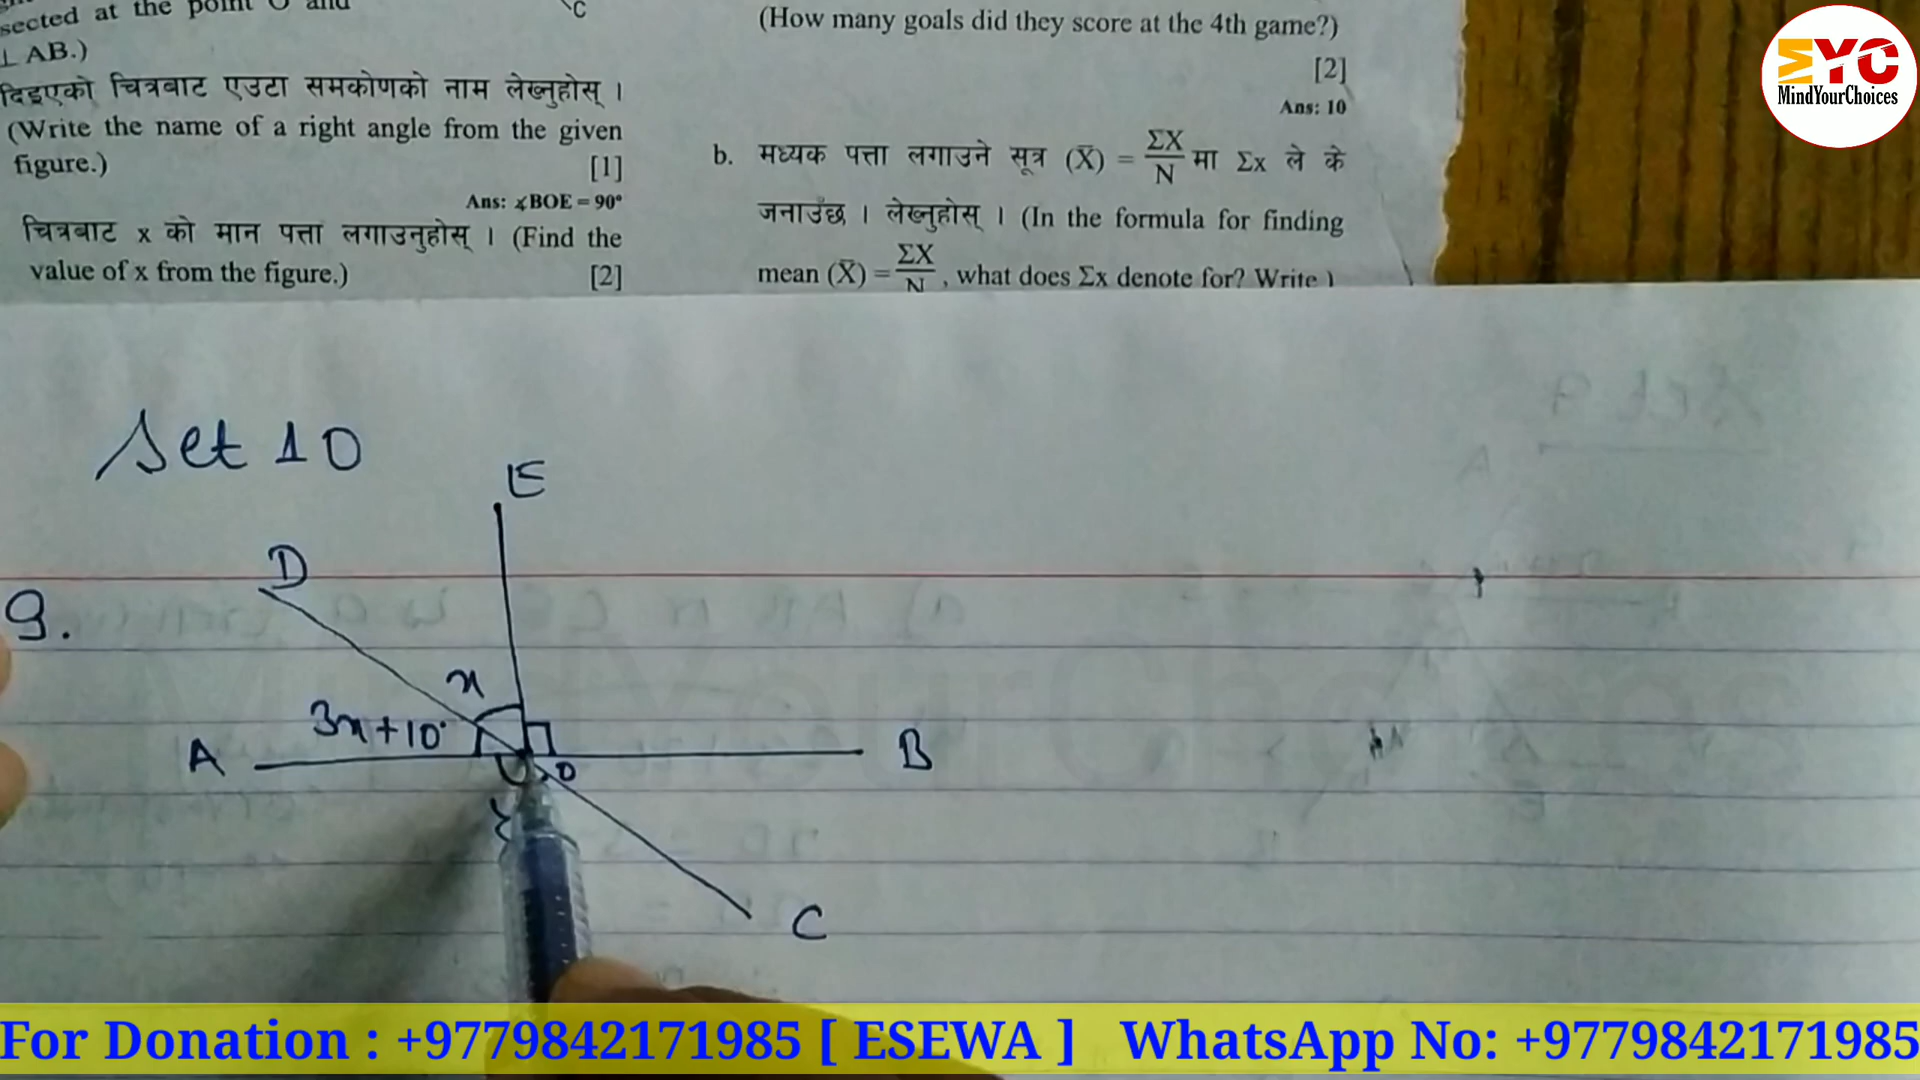 sected at the point O and
⊥ AB.)
दिइएको चित्रबाट एउटा समकोणको नाम लेख्नुहोस् ।
(Write the name of a right angle from the given
figure.) [1]
Ans: ∡BOE = 90°
चित्रबाट x को मान पत्ता लगाउनुहोस् । (Find the
value of x from the figure.) [2]
C
(How many goals did they score at the 4th game?)
[2]
Ans: 10
b. मध्यक पत्ता लगाउने सूत्र (X̅) = ΣX/N मा Σx ले के
जनाउँछ । लेख्नुहोस् । (In the formula for finding
mean (X̅) = ΣX/N , what does Σx denote for? Write )
MYC
MindYourChoices
Set 10
E
D
9.
x
3x+10°
A
B
O
C
For Donation : +9779842171985 [ ESEWA ] WhatsApp No: +9779842171985